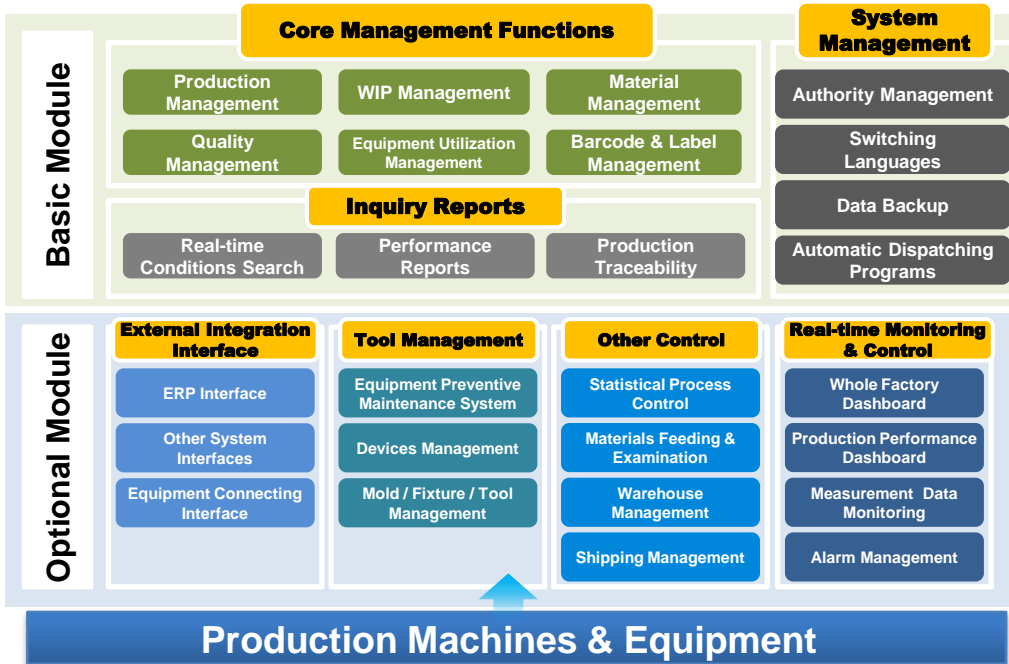 Basic Module
Core Management Functions
Production
Management
WIP Management
Material
Management
Quality
Management
Equipment Utilization
Management
Barcode & Label
Management
Inquiry Reports
Real-time
Conditions Search
Performance
Reports
Production
Traceability
System
Management
Authority Management
Switching
Languages
Data Backup
Automatic Dispatching
Programs
Optional Module
External Integration
Interface
ERP Interface
Other System
Interfaces
Equipment Connecting
Interface
Tool Management
Equipment Preventive
Maintenance System
Devices Management
Mold / Fixture / Tool
Management
Other Control
Statistical Process
Control
Materials Feeding &
Examination
Warehouse
Management
Shipping Management
Real-time Monitoring
& Control
Whole Factory
Dashboard
Production Performance
Dashboard
Measurement Data
Monitoring
Alarm Management
Production Machines & Equipment